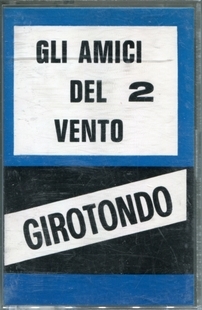 GLI AMICI
DEL 2
VENTO
GIROTONDO